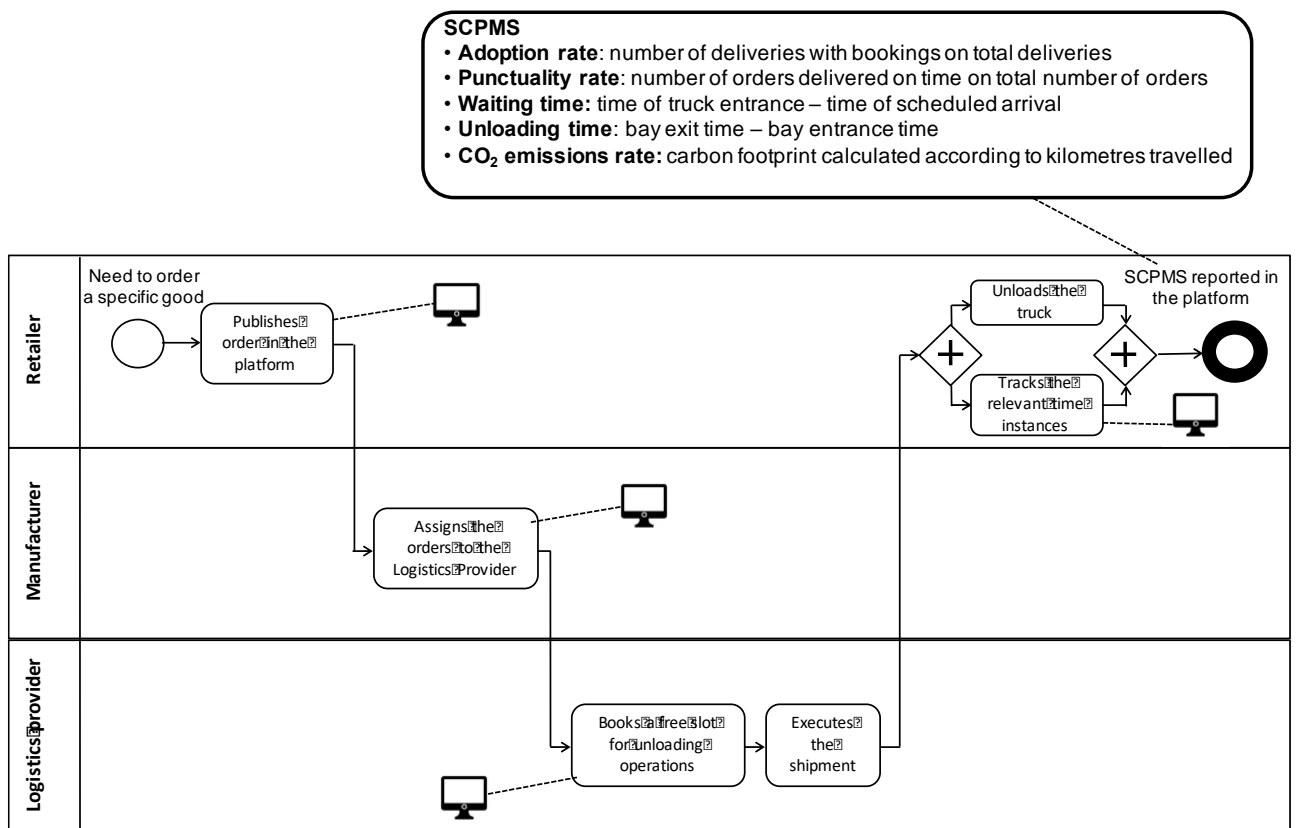 SCPMS
• Adoption rate: number of deliveries with bookings on total deliveries
• Punctuality rate: number of orders delivered on time on total number of orders
• Waiting time: time of truck entrance – time of scheduled arrival
• Unloading time: bay exit time – bay entrance time
• CO₂ emissions rate: carbon footprint calculated according to kilometres travelled
Retailer
Need to order
a specific good
Publishes
order in the
platform
Unloads the
truck
Tracks the
relevant time
instances
SCPMS reported in
the platform
Manufacturer
Assigns the
orders to the
Logistics Provider
Logistics provider
Books a free slot
for unloading
operations
Executes
the
shipment